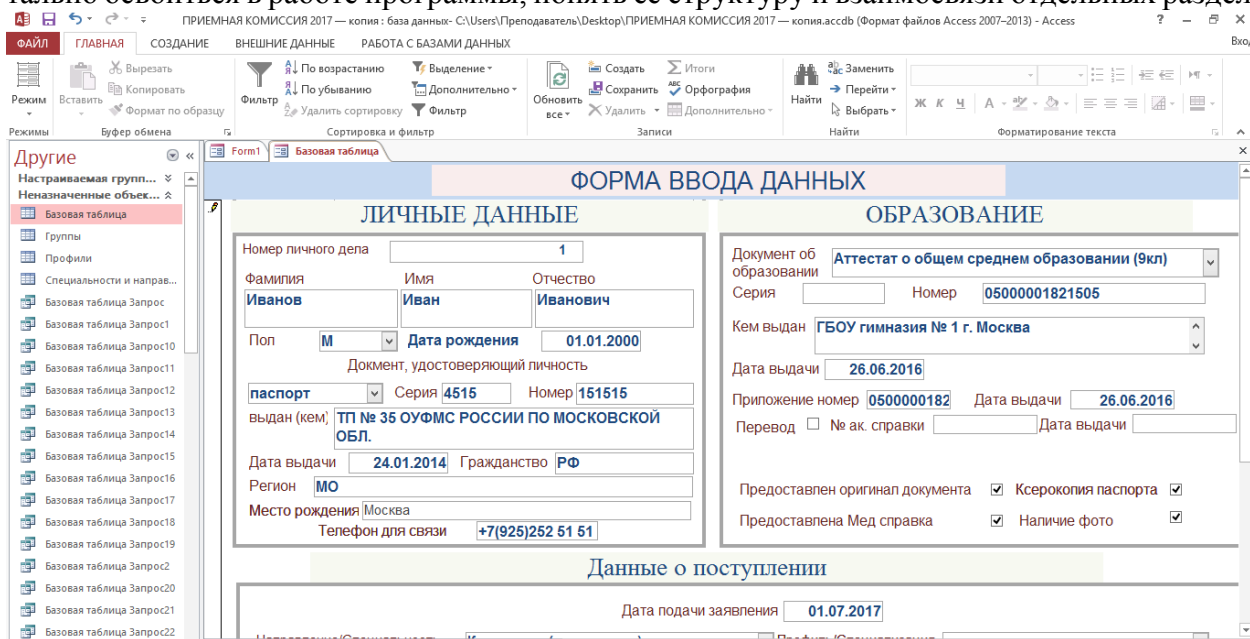 тально освоиться в работе программы, понять ее структуру и взаимосвязи отдельных раздел
ПРИЕМНАЯ КОМИССИЯ 2017 — копия : база данных- C:\Users\Преподаватель\Desktop\ПРИЕМНАЯ КОМИССИЯ 2017 — копия.accdb (Формат файлов Access 2007–2013) - Access
ФАЙЛ ГЛАВНАЯ СОЗДАНИЕ ВНЕШНИЕ ДАННЫЕ РАБОТА С БАЗАМИ ДАННЫХ Вхо
Режим
Вставить
Вырезать
Копировать
Формат по образцу
Фильтр
По возрастанию
По убыванию
Удалить сортировку
Выделение
Дополнительно
Фильтр
Обновить
все
Создать
Сохранить
Удалить
Итоги
Орфография
Дополнительно
Найти
Заменить
Перейти
Выбрать
Ж К Ч А
Режимы Буфер обмена Сортировка и фильтр Записи Найти Форматирование текста
Другие
Настраиваемая групп...
Неназначенные объек...
Базовая таблица
Группы
Профили
Специальности и направ...
Базовая таблица Запрос
Базовая таблица Запрос1
Базовая таблица Запрос10
Базовая таблица Запрос11
Базовая таблица Запрос12
Базовая таблица Запрос13
Базовая таблица Запрос14
Базовая таблица Запрос15
Базовая таблица Запрос16
Базовая таблица Запрос17
Базовая таблица Запрос18
Базовая таблица Запрос19
Базовая таблица Запрос2
Базовая таблица Запрос20
Базовая таблица Запрос21
Базовая таблица Запрос22
Form1 Базовая таблица
ФОРМА ВВОДА ДАННЫХ
ЛИЧНЫЕ ДАННЫЕ
Номер личного дела 1
Фамилия Имя Отчество
Иванов Иван Иванович
Пол М Дата рождения 01.01.2000
Докмент, удостоверяющий личность
паспорт Серия 4515 Номер 151515
выдан (кем) ТП № 35 ОУФМС РОССИИ ПО МОСКОВСКОЙ
ОБЛ.
Дата выдачи 24.01.2014 Гражданство РФ
Регион МО
Место рождения Москва
Телефон для связи +7(925)252 51 51
ОБРАЗОВАНИЕ
Документ об
образовании
Аттестат о общем среднем образовании (9кл)
Серия Номер 05000001821505
Кем выдан ГБОУ гимназия № 1 г. Москва
Дата выдачи 26.06.2016
Приложение номер 0500000182 Дата выдачи 26.06.2016
Перевод № ак. справки Дата выдачи
Предоставлен оригинал документа Ксерокопия паспорта
Предоставлена Мед справка Наличие фото
Данные о поступлении
Дата подачи заявления 01.07.2017